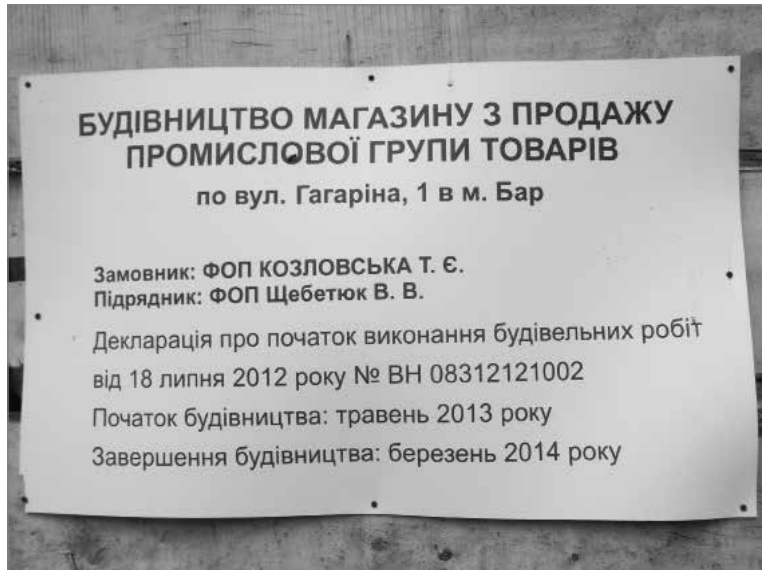 БУДІВНИЦТВО МАГАЗИНУ З ПРОДАЖУ
ПРОМИСЛОВОЇ ГРУПИ ТОВАРІВ
по вул. Гагаріна, 1 в м. Бар
Замовник: ФОП КОЗЛОВСЬКА Т. Є.
Підрядник: ФОП Щебетюк В. В.
Декларація про початок виконання будівельних робіт
від 18 липня 2012 року № ВН 08312121002
Початок будівництва: травень 2013 року
Завершення будівництва: березень 2014 року